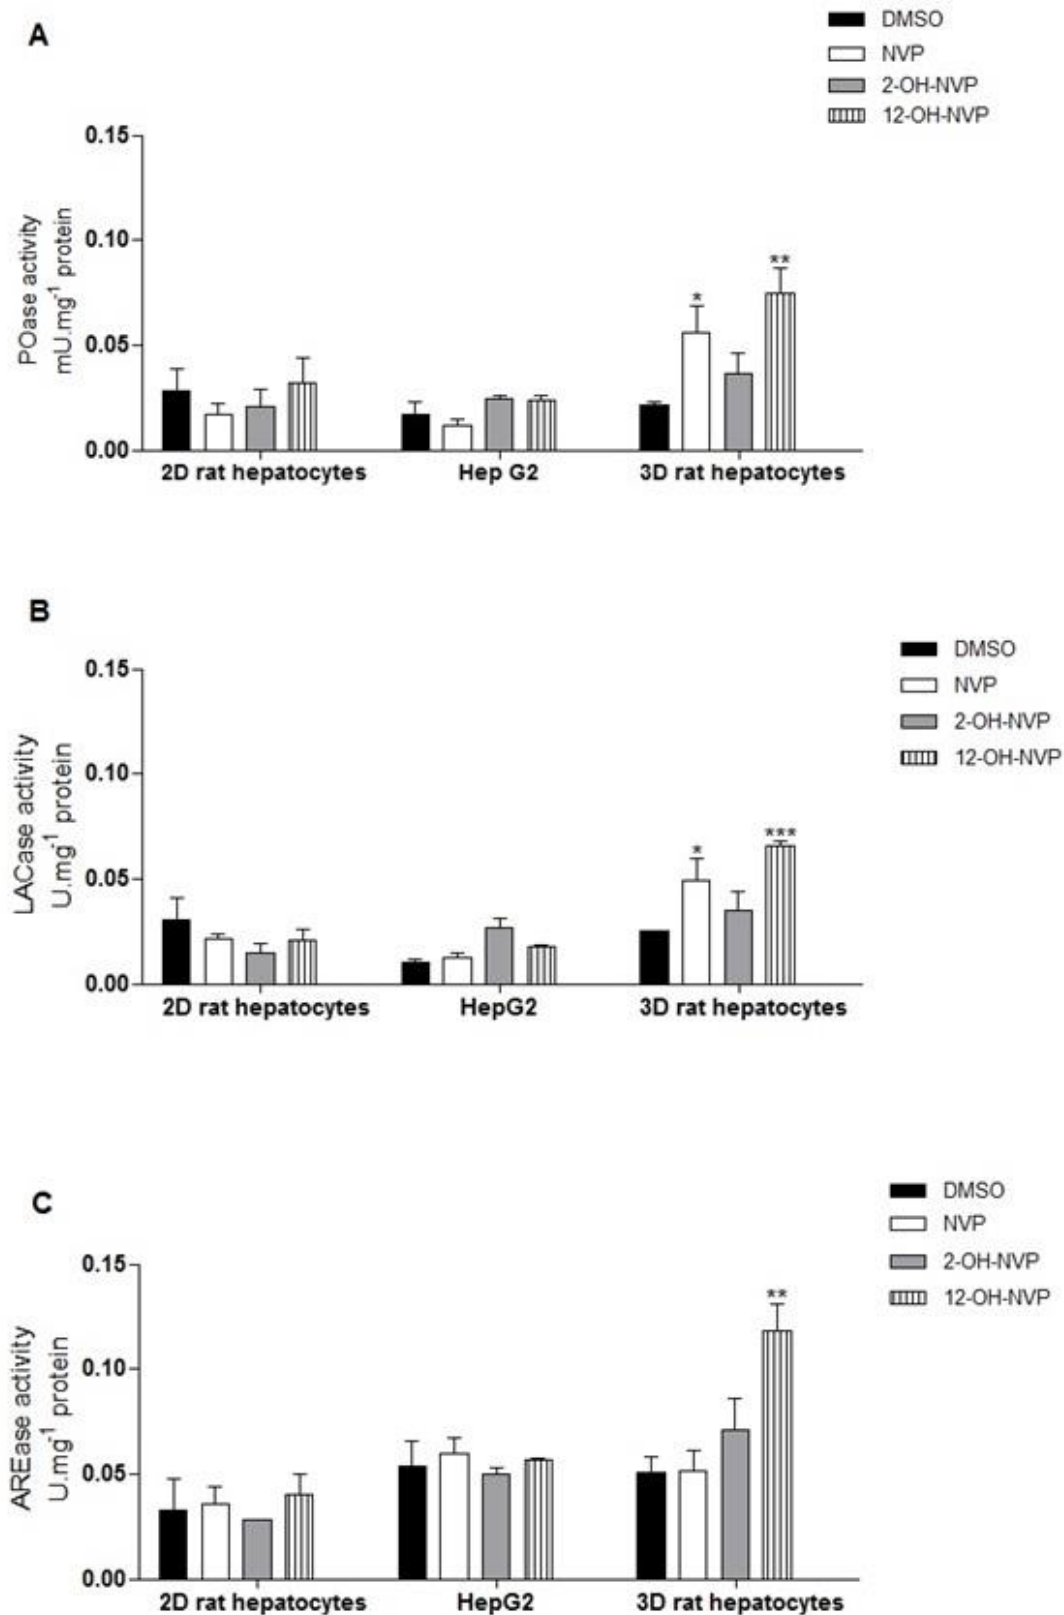 A
DMSO
NVP
2-OH-NVP
12-OH-NVP
POase activity
mU.mg-1 protein
0.15
0.10
0.05
0.00
*
**
2D rat hepatocytes
Hep G2
3D rat hepatocytes
B
DMSO
NVP
2-OH-NVP
12-OH-NVP
LACase activity
U.mg-1 protein
0.15
0.10
0.05
0.00
*
***
2D rat hepatocytes
HepG2
3D rat hepatocytes
C
DMSO
NVP
2-OH-NVP
12-OH-NVP
AREase activity
U.mg-1 protein
0.15
0.10
0.05
0.00
**
2D rat hepatocytes
HepG2
3D rat hepatocytes